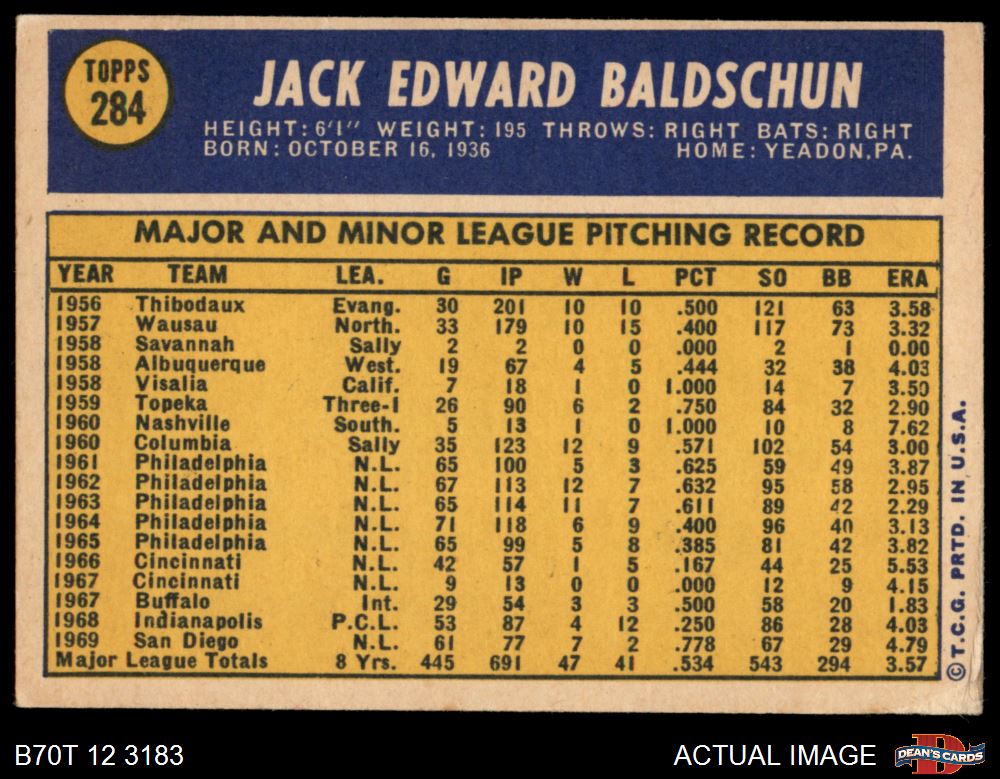 TOPPS
284
JACK EDWARD BALDSCHUN
HEIGHT: 6'1" WEIGHT: 195 THROWS: RIGHT BATS: RIGHT
BORN: OCTOBER 16, 1936 HOME: YEADON, PA.
MAJOR AND MINOR LEAGUE PITCHING RECORD
YEAR TEAM LEA. G IP W L PCT SO BB ERA
1956 Thibodaux Evang. 30 201 10 10 .500 121 63 3.58
1957 Wausau North. 33 179 10 15 .400 117 73 3.32
1958 Savannah Sally 2 2 0 0 .000 2 1 0.00
1958 Albuquerque West. 19 67 4 5 .444 32 38 4.03
1958 Visalia Calif. 7 18 1 0 1.000 14 7 3.50
1959 Topeka Three-I 26 90 6 2 .750 84 32 2.90
1960 Nashville South. 5 13 1 0 1.000 10 8 7.62
1960 Columbia Sally 35 123 12 9 .571 102 54 3.00
1961 Philadelphia N.L. 65 100 5 3 .625 59 49 3.87
1962 Philadelphia N.L. 67 113 12 7 .632 95 58 2.95
1963 Philadelphia N.L. 65 114 11 7 .611 89 42 2.29
1964 Philadelphia N.L. 71 118 6 9 .400 96 40 3.13
1965 Philadelphia N.L. 65 99 5 8 .385 81 42 3.82
1966 Cincinnati N.L. 42 57 1 5 .167 44 25 5.53
1967 Cincinnati N.L. 9 13 0 0 .000 12 9 4.15
1967 Buffalo Int. 29 54 3 3 .500 58 20 1.83
1968 Indianapolis P.C.L. 53 87 4 12 .250 86 28 4.03
1969 San Diego N.L. 61 77 7 2 .778 67 29 4.79
Major League Totals 8 Yrs. 445 691 47 41 .534 543 294 3.57
© T.C.G. PRTD. IN U.S.A.
B70T 12 3183
ACTUAL IMAGE
D
DEAN'S CARDS